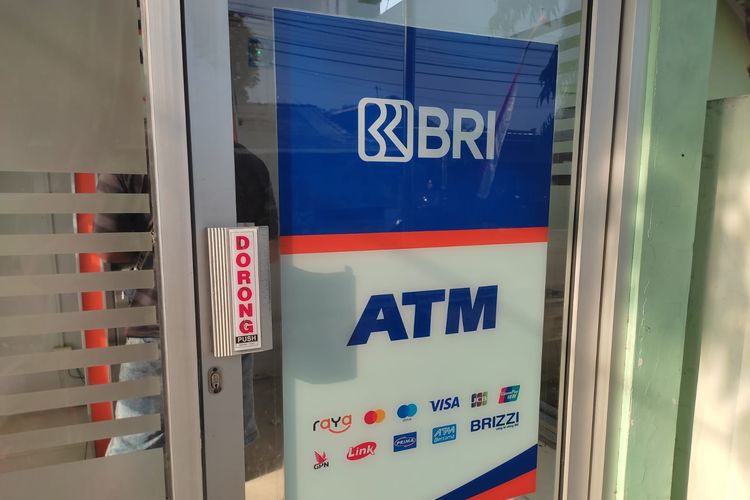 BRI
DORONG
PUSH
ATM
raya
VISA
JCB
GPN
Link
PRIMA
ATM
Bersama
BRIZZI